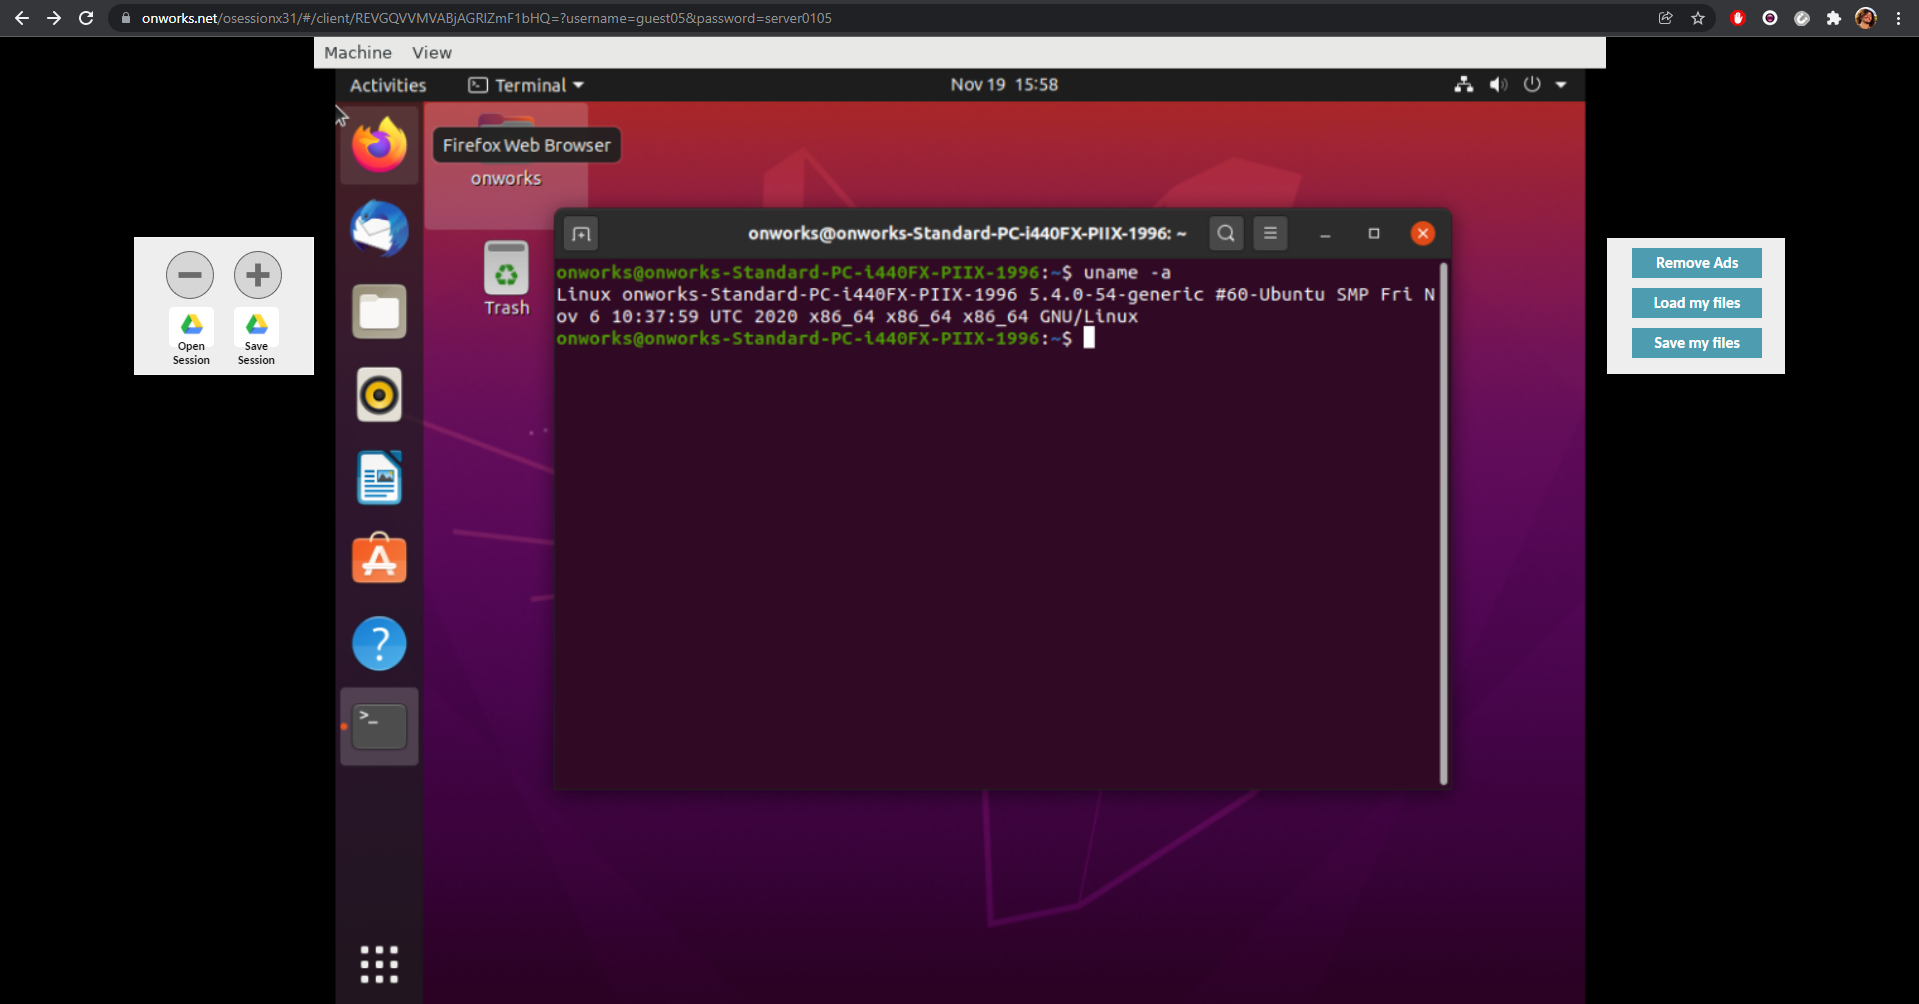 onworks.net/osessionx31/#/client/REVGQVVMVABjAGRlZmF1bHQ=?username=guest05&password=server0105
Machine View
Activities Terminal Nov 19 15:58
Firefox Web Browser
onworks
Trash
onworks@onworks-Standard-PC-i440FX-PIIX-1996: ~
onworks@onworks-Standard-PC-i440FX-PIIX-1996:~$ uname -a
Linux onworks-Standard-PC-i440FX-PIIX-1996 5.4.0-54-generic #60-Ubuntu SMP Fri N
ov 6 10:37:59 UTC 2020 x86_64 x86_64 x86_64 GNU/Linux
onworks@onworks-Standard-PC-i440FX-PIIX-1996:~$
Open
Session
Save
Session
Remove Ads
Load my files
Save my files